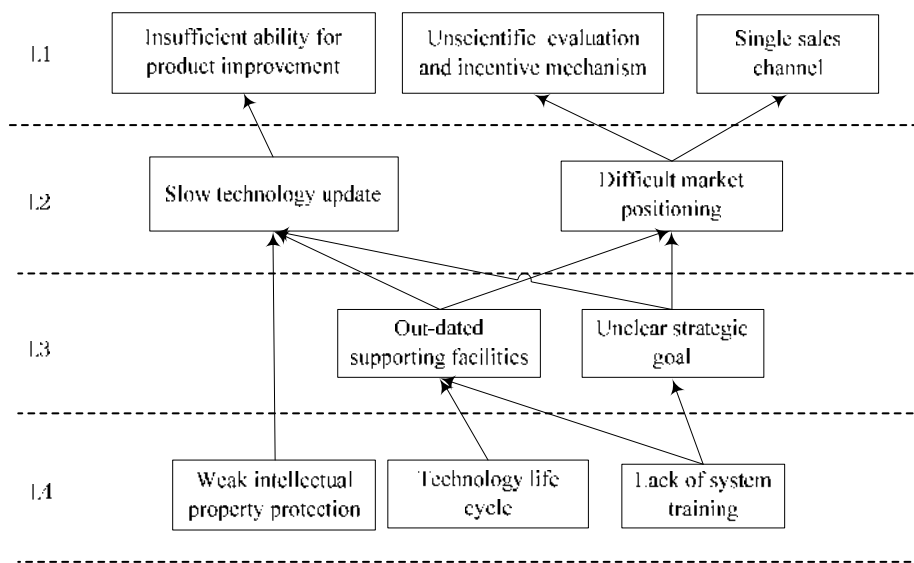 L1
Insufficient ability for
product improvement
Unscientific evaluation
and incentive mechanism
Single sales
channel
L2
Slow technology update
Difficult market
positioning
L3
Out-dated
supporting facilities
Unclear strategic
goal
L4
Weak intellectual
property protection
Technology life
cycle
Lack of system
training